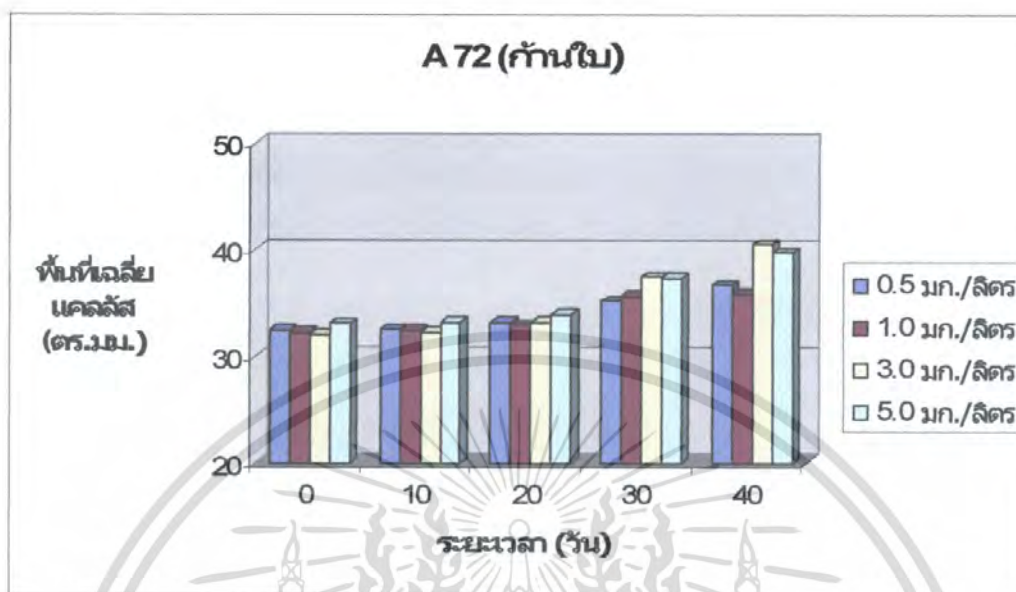 A 72 (ก้านใบ)
50
40
30
20
พื้นที่เฉลี่ย
แคลลัส
(ตร.มม.)
0 10 20 30 40
ระยะเวลา (วัน)
0.5 มก./ลิตร
1.0 มก./ลิตร
3.0 มก./ลิตร
5.0 มก./ลิตร